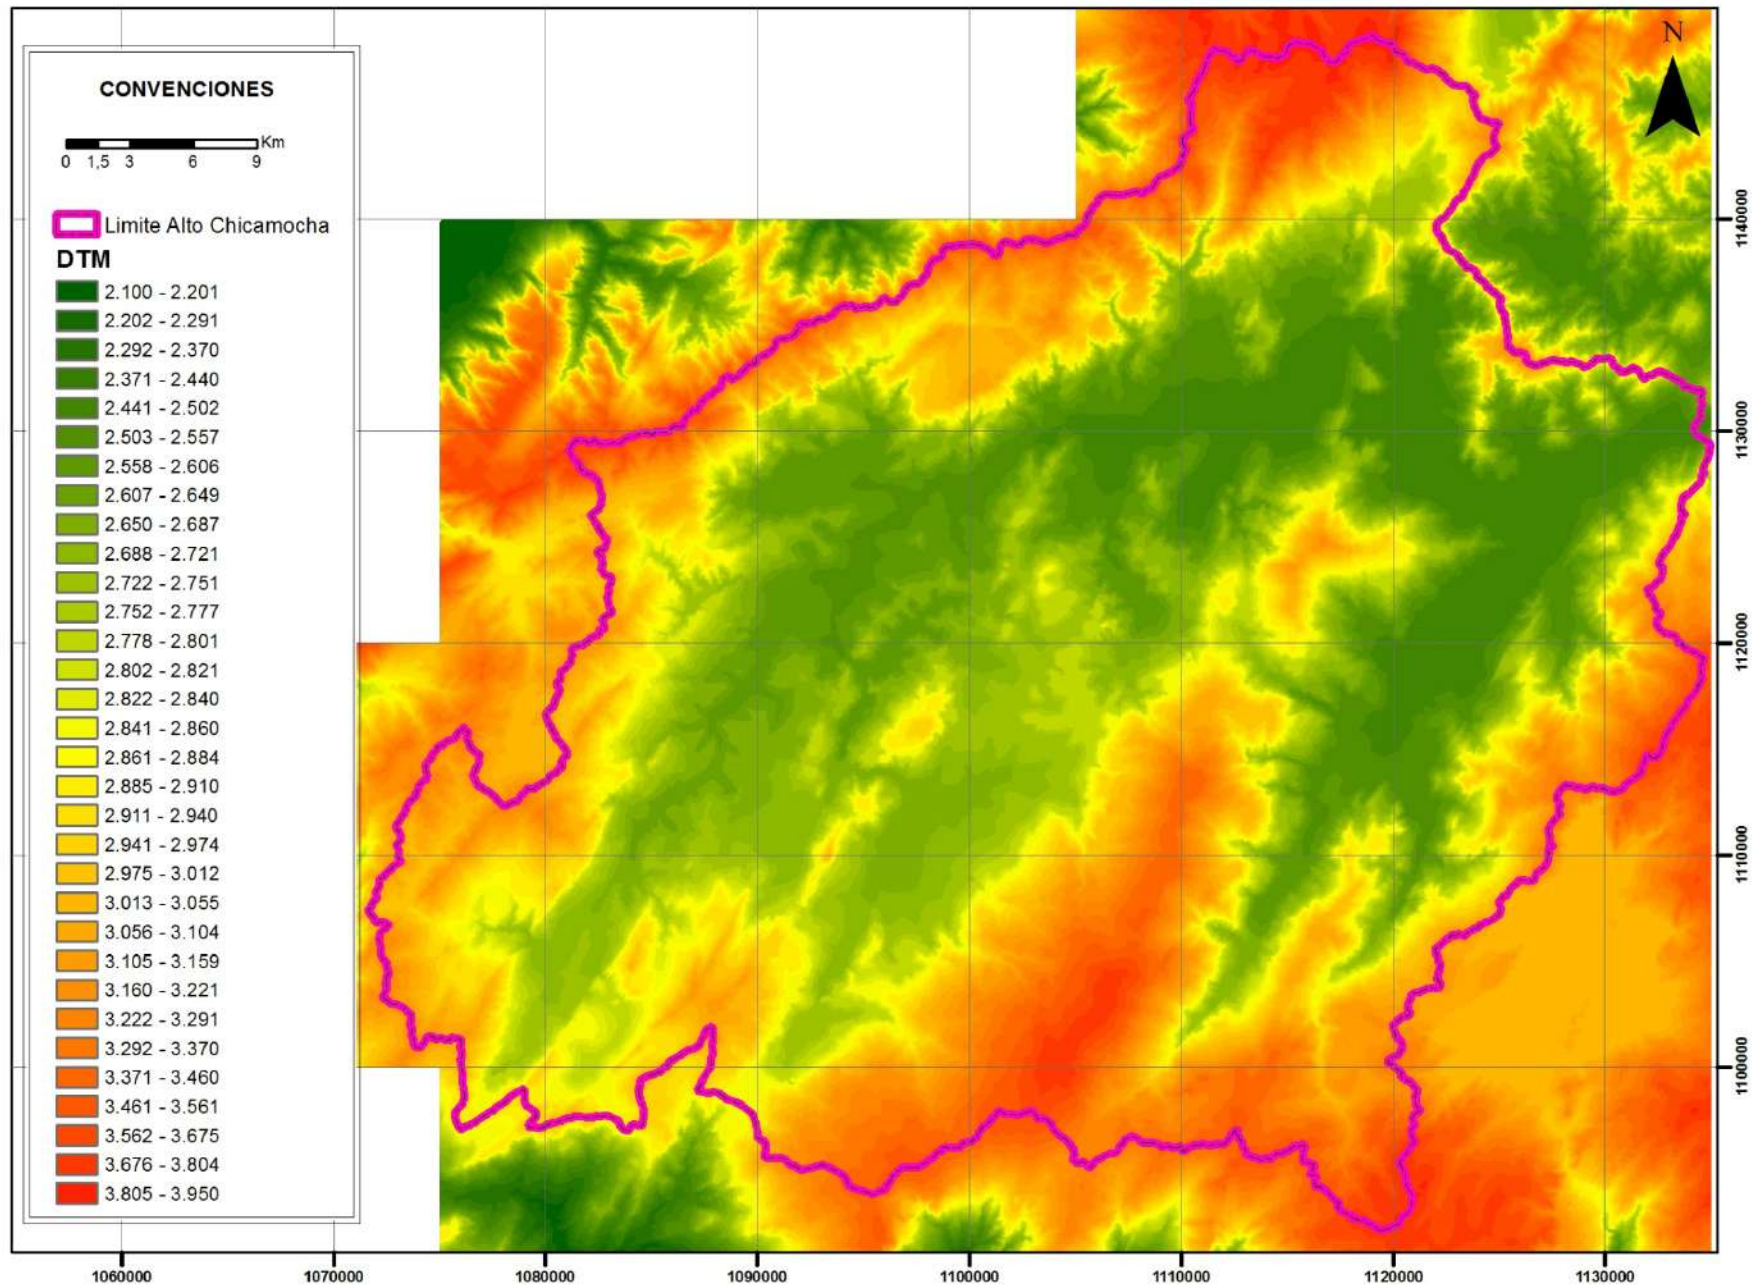 N
CONVENCIONES
Km
0 1,5 3 6 9
Limite Alto Chicamocha
DTM
2.100 - 2.201
2.202 - 2.291
2.292 - 2.370
2.371 - 2.440
2.441 - 2.502
2.503 - 2.557
2.558 - 2.606
2.607 - 2.649
2.650 - 2.687
2.688 - 2.721
2.722 - 2.751
2.752 - 2.777
2.778 - 2.801
2.802 - 2.821
2.822 - 2.840
2.841 - 2.860
2.861 - 2.884
2.885 - 2.910
2.911 - 2.940
2.941 - 2.974
2.975 - 3.012
3.013 - 3.055
3.056 - 3.104
3.105 - 3.159
3.160 - 3.221
3.222 - 3.291
3.292 - 3.370
3.371 - 3.460
3.461 - 3.561
3.562 - 3.675
3.676 - 3.804
3.805 - 3.950
1140000
1130000
1120000
1110000
1100000
1060000 1070000 1080000 1090000 1100000 1110000 1120000 1130000